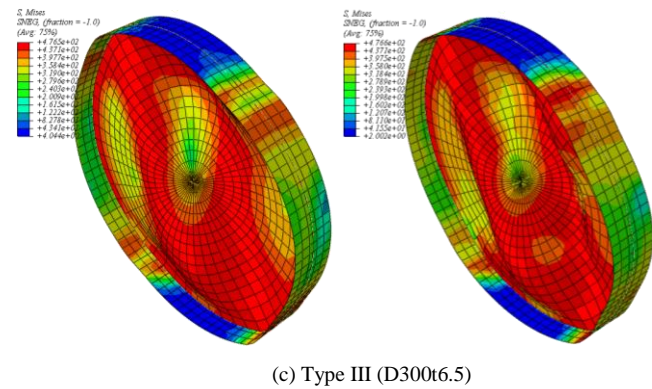 S, Mises
SNEG, (fraction = -1.0)
(Avg: 75%)
+4.765e+02
+4.371e+02
+3.977e+02
+3.584e+02
+3.190e+02
+2.796e+02
+2.403e+02
+2.009e+02
+1.615e+02
+1.222e+02
+8.278e+01
+4.341e+01
+4.044e+00
S, Mises
SNEG, (fraction = -1.0)
(Avg: 75%)
+4.766e+02
+4.371e+02
+3.975e+02
+3.580e+02
+3.184e+02
+2.789e+02
+2.393e+02
+1.998e+02
+1.602e+02
+1.207e+02
+8.110e+01
+4.155e+01
+2.002e+00
(c) Type III (D300t6.5)